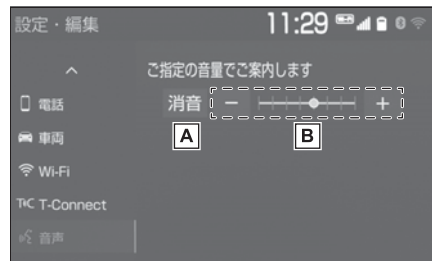 設定・編集 11:29
ご指定の音量でご案内します
消音 − +
A B
電話
車両
Wi-Fi
T-Connect
音声